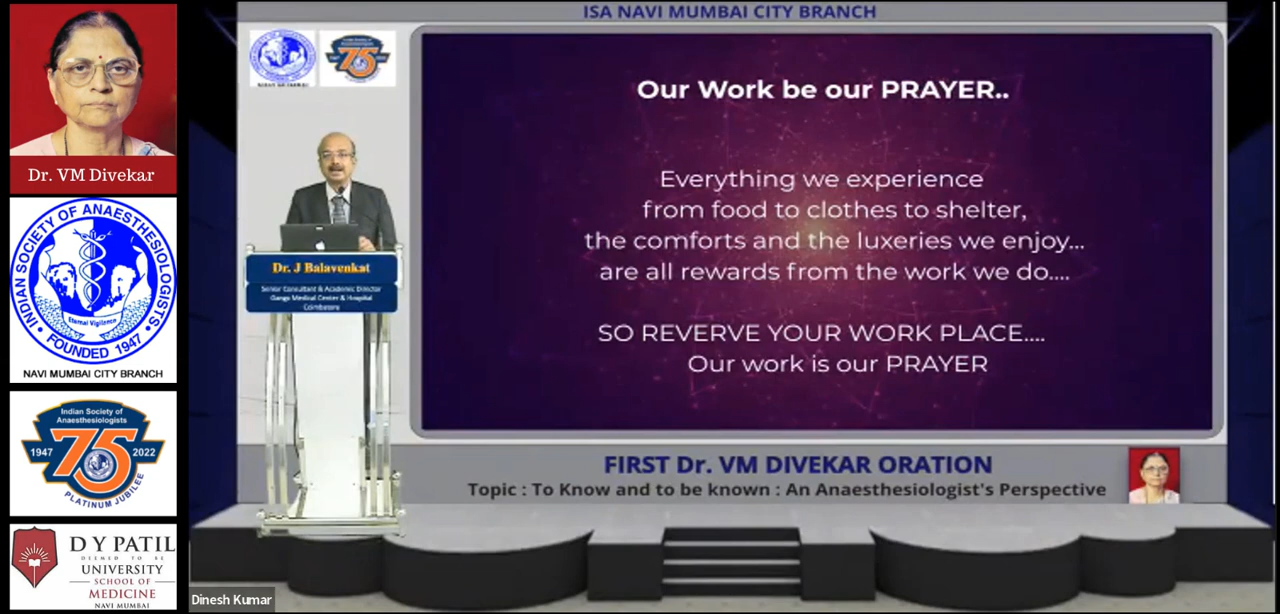 Dr. VM Divekar
INDIAN SOCIETY OF ANAESTHESIOLOGISTS
Eternal Vigilance
FOUNDED 1947
NAVI MUMBAI CITY BRANCH
Indian Society of
Anaesthesiologists
1947 75 2022
PLATINUM JUBILEE
D Y PATIL
DEEMED TO BE
UNIVERSITY
SCHOOL OF
MEDICINE
NAVI MUMBAI
ISA NAVI MUMBAI CITY BRANCH
75
Dr. J Balavenkat
Senior Consultant & Academic Director
Ganga Medical Center & Hospital
Coimbatore
Our Work be our PRAYER..
Everything we experience
from food to clothes to shelter,
the comforts and the luxeries we enjoy...
are all rewards from the work we do....
SO REVERVE YOUR WORK PLACE....
Our work is our PRAYER
FIRST Dr. VM DIVEKAR ORATION
Topic : To Know and to be known : An Anaesthesiologist's Perspective
Dinesh Kumar